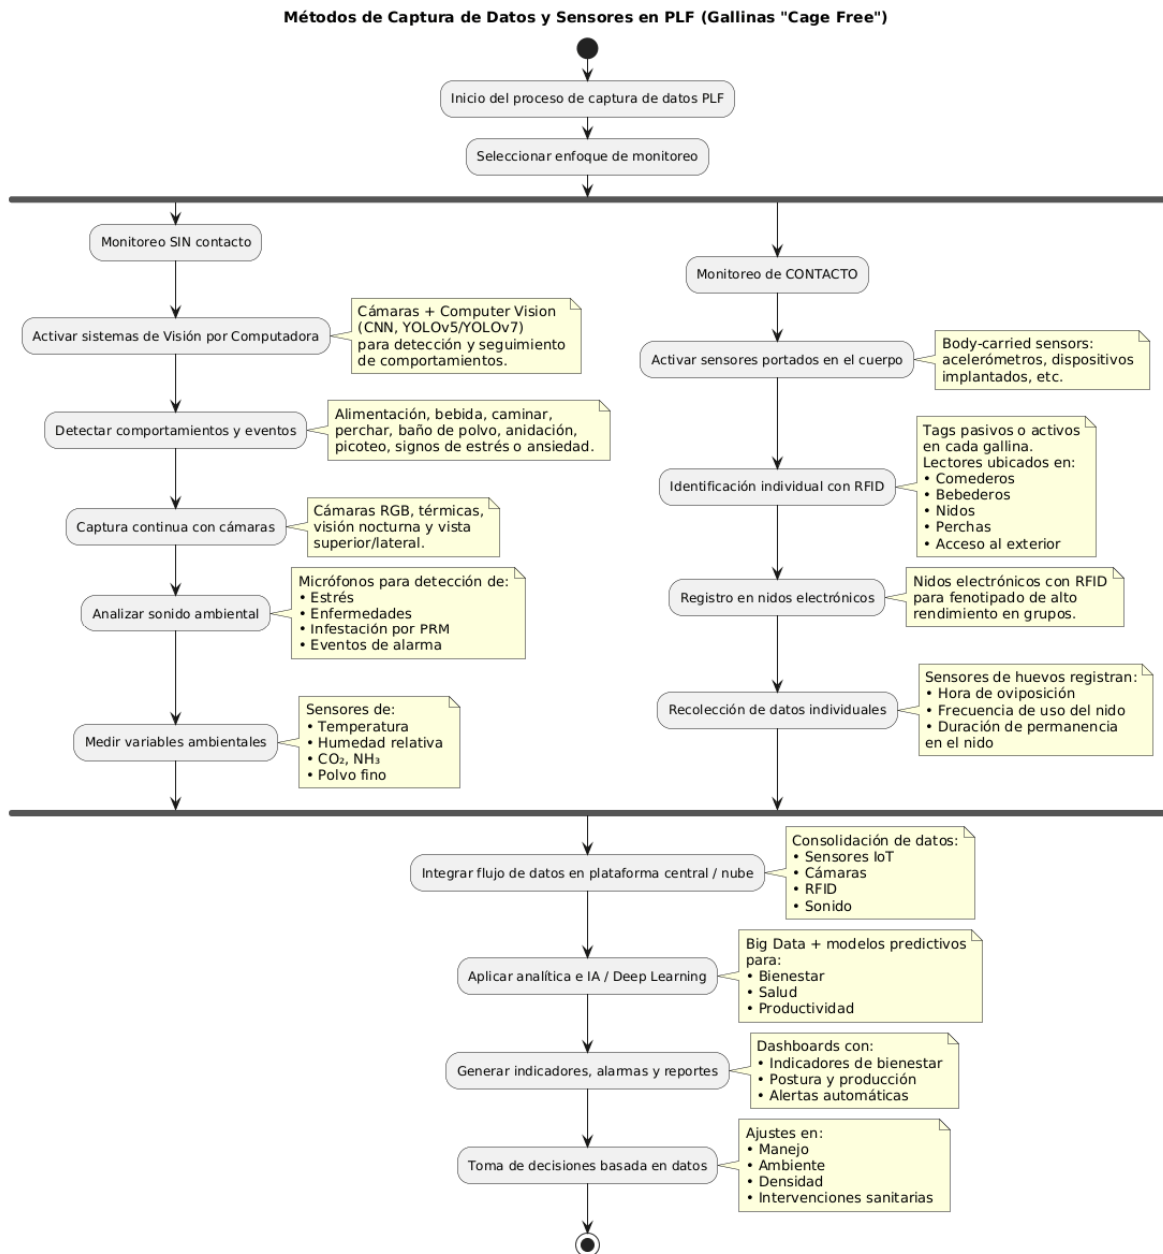 Métodos de Captura de Datos y Sensores en PLF (Gallinas "Cage Free")
Inicio del proceso de captura de datos PLF
Seleccionar enfoque de monitoreo
Monitoreo SIN contacto
Activar sistemas de Visión por Computadora
Cámaras + Computer Vision
(CNN, YOLOv5/YOLOv7)
para detección y seguimiento
de comportamientos.
Detectar comportamientos y eventos
Alimentación, bebida, caminar,
perchar, baño de polvo, anidación,
picoteo, signos de estrés o ansiedad.
Captura continua con cámaras
Cámaras RGB, térmicas,
visión nocturna y vista
superior/lateral.
Analizar sonido ambiental
Micrófonos para detección de:
• Estrés
• Enfermedades
• Infestación por PRM
• Eventos de alarma
Medir variables ambientales
Sensores de:
• Temperatura
• Humedad relativa
• CO₂, NH₃
• Polvo fino
Monitoreo de CONTACTO
Activar sensores portados en el cuerpo
Body-carried sensors:
acelerómetros, dispositivos
implantados, etc.
Identificación individual con RFID
Tags pasivos o activos
en cada gallina.
Lectores ubicados en:
• Comederos
• Bebederos
• Nidos
• Perchas
• Acceso al exterior
Registro en nidos electrónicos
Nidos electrónicos con RFID
para fenotipado de alto
rendimiento en grupos.
Recolección de datos individuales
Sensores de huevos registran:
• Hora de oviposición
• Frecuencia de uso del nido
• Duración de permanencia
en el nido
Integrar flujo de datos en plataforma central / nube
Consolidación de datos:
• Sensores IoT
• Cámaras
• RFID
• Sonido
Aplicar analítica e IA / Deep Learning
Big Data + modelos predictivos
para:
• Bienestar
• Salud
• Productividad
Generar indicadores, alarmas y reportes
Dashboards con:
• Indicadores de bienestar
• Postura y producción
• Alertas automáticas
Toma de decisiones basada en datos
Ajustes en:
• Manejo
• Ambiente
• Densidad
• Intervenciones sanitarias